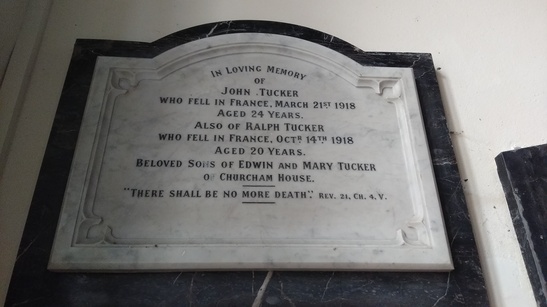 IN LOVING MEMORY
OF
JOHN TUCKER
WHO FELL IN FRANCE, MARCH 21ST 1918
AGED 24 YEARS.
ALSO OF RALPH TUCKER
WHO FELL IN FRANCE, OCTR 14TH 1918
AGED 20 YEARS.
BELOVED SONS OF EDWIN AND MARY TUCKER
OF CHURCHAM HOUSE.
"THERE SHALL BE NO MORE DEATH". REV. 21, CH. 4, V.